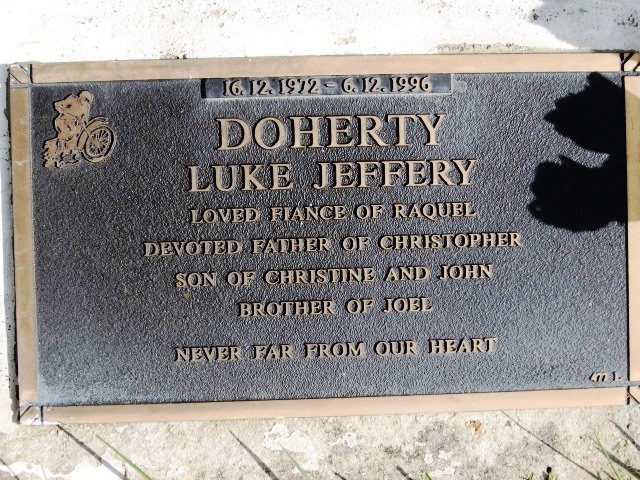 16.12.1972 - 6.12.1996
DOHERTY
LUKE JEFFERY
LOVED FIANCE OF RAQUEL
DEVOTED FATHER OF CHRISTOPHER
SON OF CHRISTINE AND JOHN
BROTHER OF JOEL
NEVER FAR FROM OUR HEART
477 L